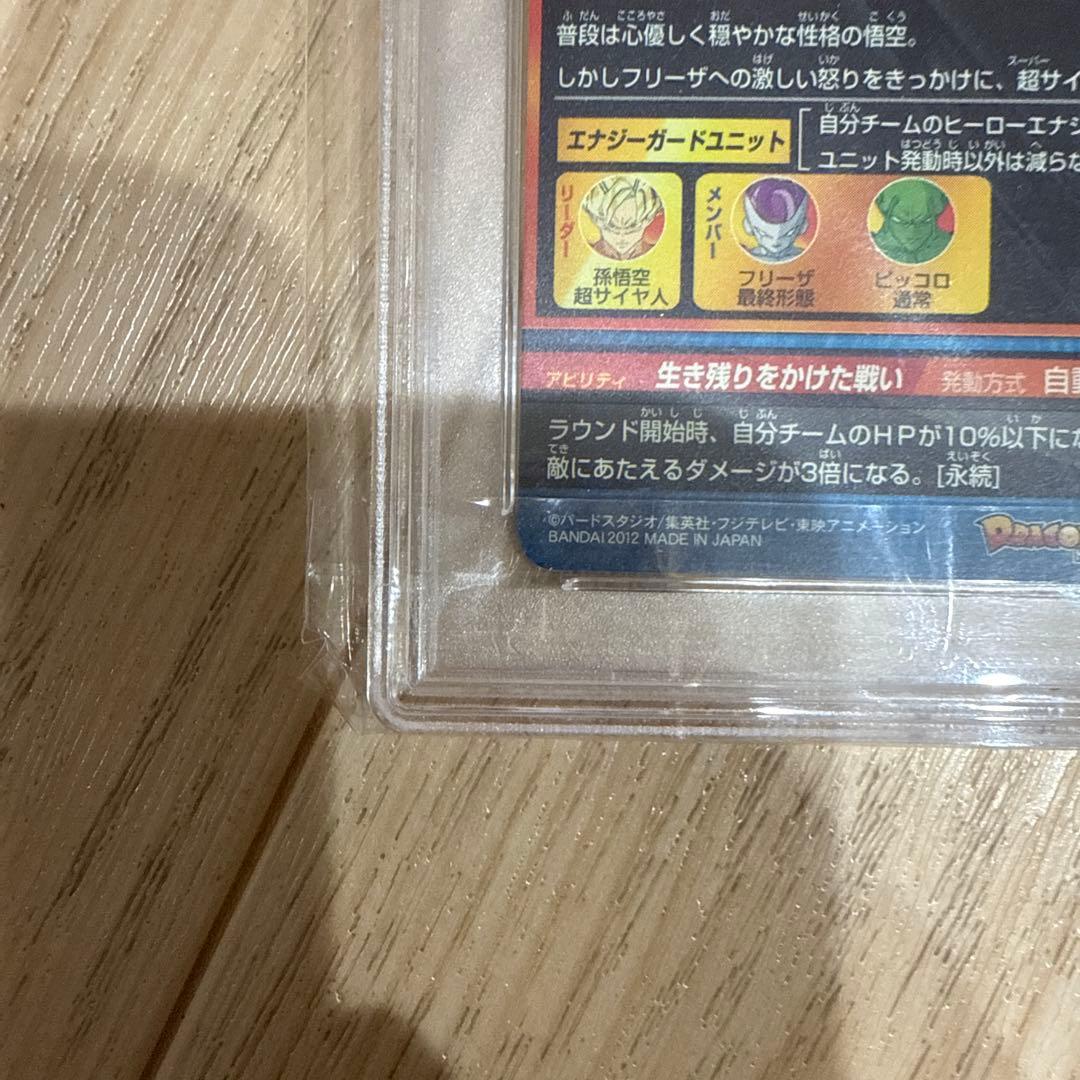 普段は心優しく穏やかな性格の悟空。
しかしフリーザへの激しい怒りをきっかけに、超サイ
エナジーガードユニット
自分チームのヒーローエナジ
ユニット発動時以外は減らな
リーダー
孫悟空
超サイヤ人
メンバー
フリーザ
最終形態
ピッコロ
通常
アビリティ 生き残りをかけた戦い 発動方式 自動
ラウンド開始時、自分チームのHPが10%以下にな
敵にあたえるダメージが3倍になる。[永続]
©バードスタジオ/集英社・フジテレビ・東映アニメーション
BANDAI 2012 MADE IN JAPAN
DRAGO